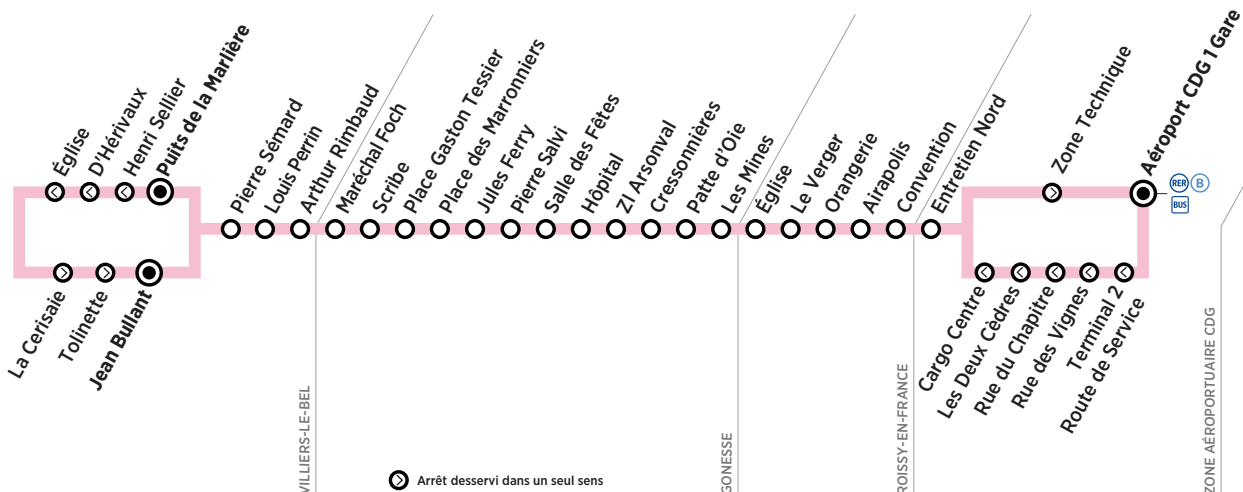 Église
D'Hérivaux
Henri Sellier
Puits de la Marlière
Pierre Sémard
Louis Perrin
Arthur Rimbaud
Maréchal Foch
Scribe
Place Gaston Tessier
Place des Marronniers
Jules Ferry
Pierre Salvi
Salle des Fêtes
Hôpital
ZI Arsonval
Cressonnières
Patte d'Oie
Les Mines
Église
Le Verger
Orangerie
Airapolis
Convention
Entretien Nord
Zone Technique
Aéroport CDG 1 Gare
RER B
BUS
La Cerisaie
Tolinette
Jean Bullant
Cargo Centre
Les Deux Cèdres
Rue du Chapitre
Rue des Vignes
Terminal 2
Route de Service
VILLIERS-LE-BEL
GONESSE
ROISSY-EN-FRANCE
ZONE AÉROPORTUAIRE CDG
Arrêt desservi dans un seul sens